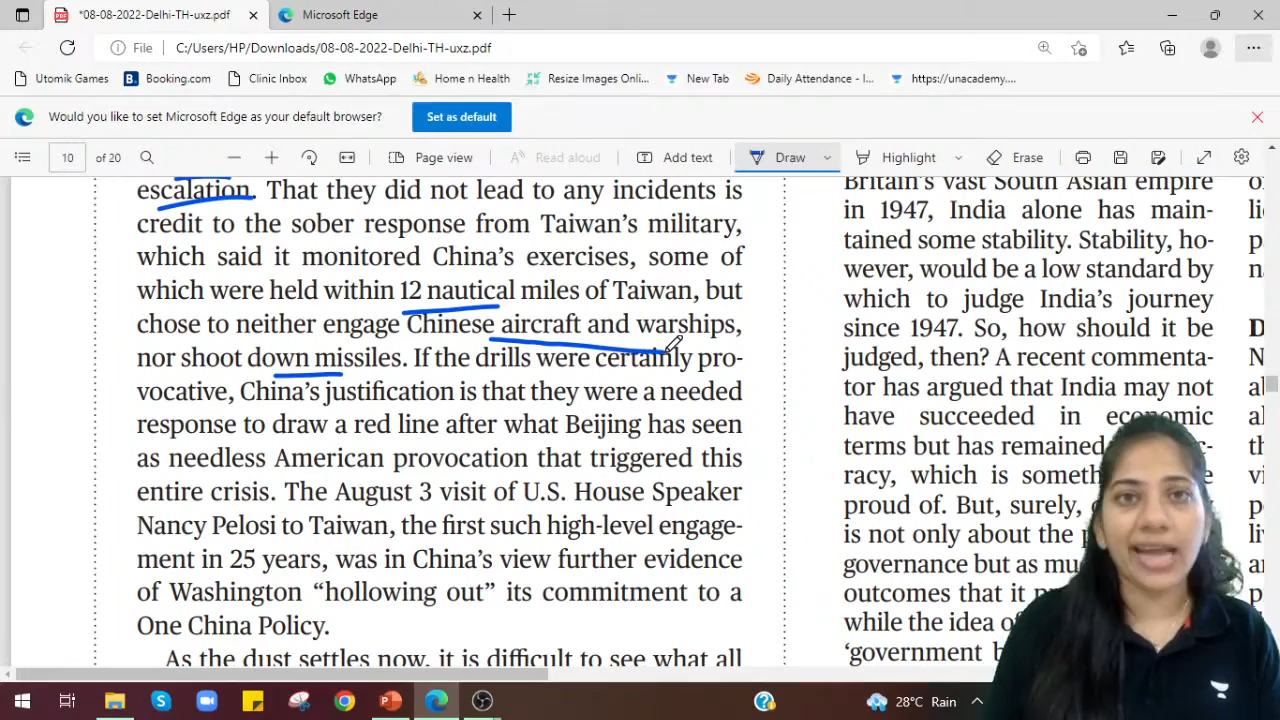 *08-08-2022-Delhi-TH-uxz.pdf
Microsoft Edge
File
C:/Users/HP/Downloads/08-08-2022-Delhi-TH-uxz.pdf
Utomik Games
Booking.com
Clinic Inbox
WhatsApp
Home n Health
Resize Images Onli...
New Tab
Daily Attendance - I...
https://unacademy....
Would you like to set Microsoft Edge as your default browser?
Set as default
10 of 20
Page view
Read aloud
Add text
Draw
Highlight
Erase
escalation. That they did not lead to any incidents is
credit to the sober response from Taiwan's military,
which said it monitored China's exercises, some of
which were held within 12 nautical miles of Taiwan, but
chose to neither engage Chinese aircraft and warships,
nor shoot down missiles. If the drills were certainly pro-
vocative, China's justification is that they were a needed
response to draw a red line after what Beijing has seen
as needless American provocation that triggered this
entire crisis. The August 3 visit of U.S. House Speaker
Nancy Pelosi to Taiwan, the first such high-level engage-
ment in 25 years, was in China's view further evidence
of Washington "hollowing out" its commitment to a
One China Policy.
As the dust settles now, it is difficult to see what all
Britain's vast South Asian empire
in 1947, India alone has main-
tained some stability. Stability, ho-
wever, would be a low standard by
which to judge India's journey
since 1947. So, how should it be
judged, then? A recent commenta-
tor has argued that India may not
have succeeded in economic
terms but has remained
racy, which is
proud of. But, surely,
is not only about the
governance but as
outcomes that it
while the idea of
'government
28°C Rain